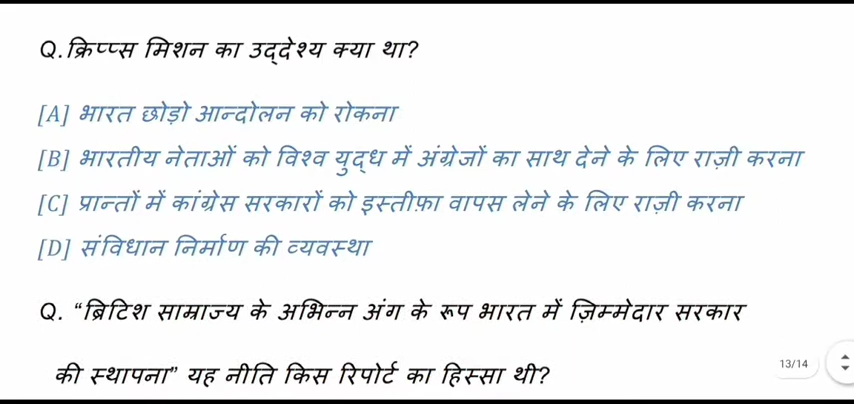 Q.क्रिप्प्स मिशन का उद्देश्य क्या था?
[A] भारत छोड़ो आन्दोलन को रोकना
[B] भारतीय नेताओं को विश्व युद्ध में अंग्रेजों का साथ देने के लिए राज़ी करना
[C] प्रान्तों में कांग्रेस सरकारों को इस्तीफ़ा वापस लेने के लिए राज़ी करना
[D] संविधान निर्माण की व्यवस्था
Q. “ब्रिटिश साम्राज्य के अभिन्न अंग के रूप भारत में ज़िम्मेदार सरकार
की स्थापना” यह नीति किस रिपोर्ट का हिस्सा थी?
13/14